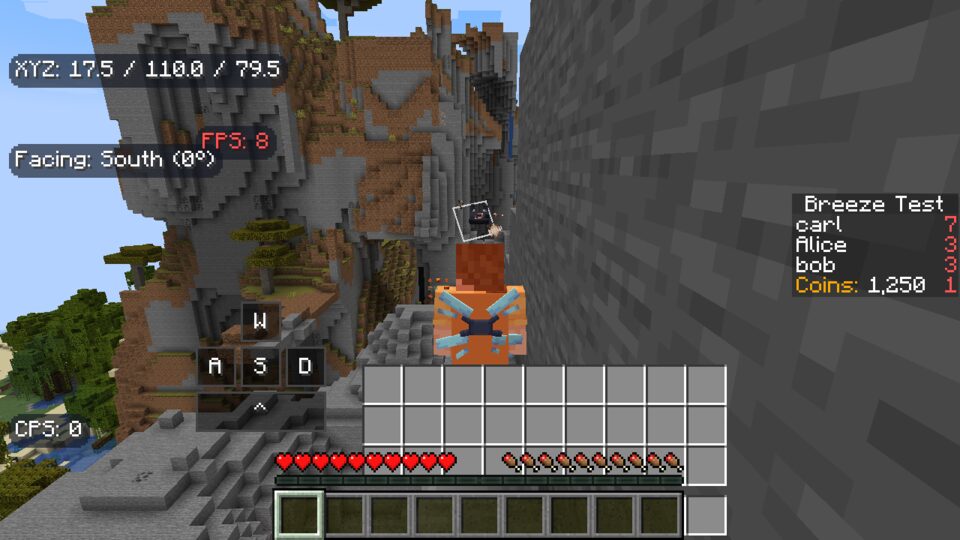 XYZ: 17.5 / 110.0 / 79.5
FPS: 8
Facing: South (0°)
Breeze Test
carl 7
Alice 3
bob 3
Coins: 1,250 1
W
A S D
^
CPS: 0